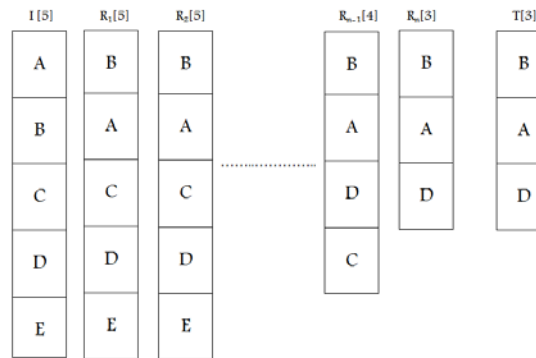 I [5] R₁[5] R₂[5] Rₙ₋₁[4] Rₙ[3] T[3]
A B B B B B
B A A A A A
C C C D D D
D D D C
E E E